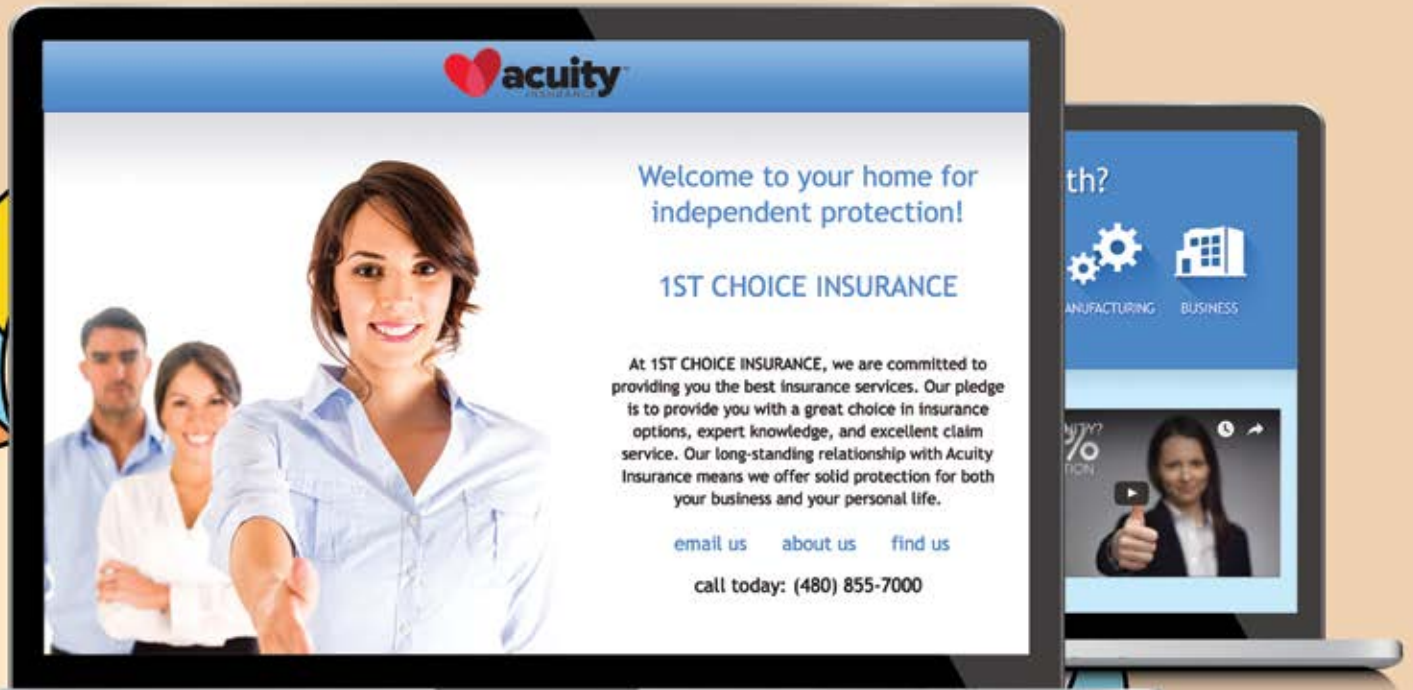 acuity
INSURANCE
Welcome to your home for
independent protection!
1ST CHOICE INSURANCE
At 1ST CHOICE INSURANCE, we are committed to
providing you the best insurance services. Our pledge
is to provide you with a great choice in insurance
options, expert knowledge, and excellent claim
service. Our long-standing relationship with Acuity
Insurance means we offer solid protection for both
your business and your personal life.
email us about us find us
call today: (480) 855-7000
th?
ANUFACTURING BUSINESS
%
TION